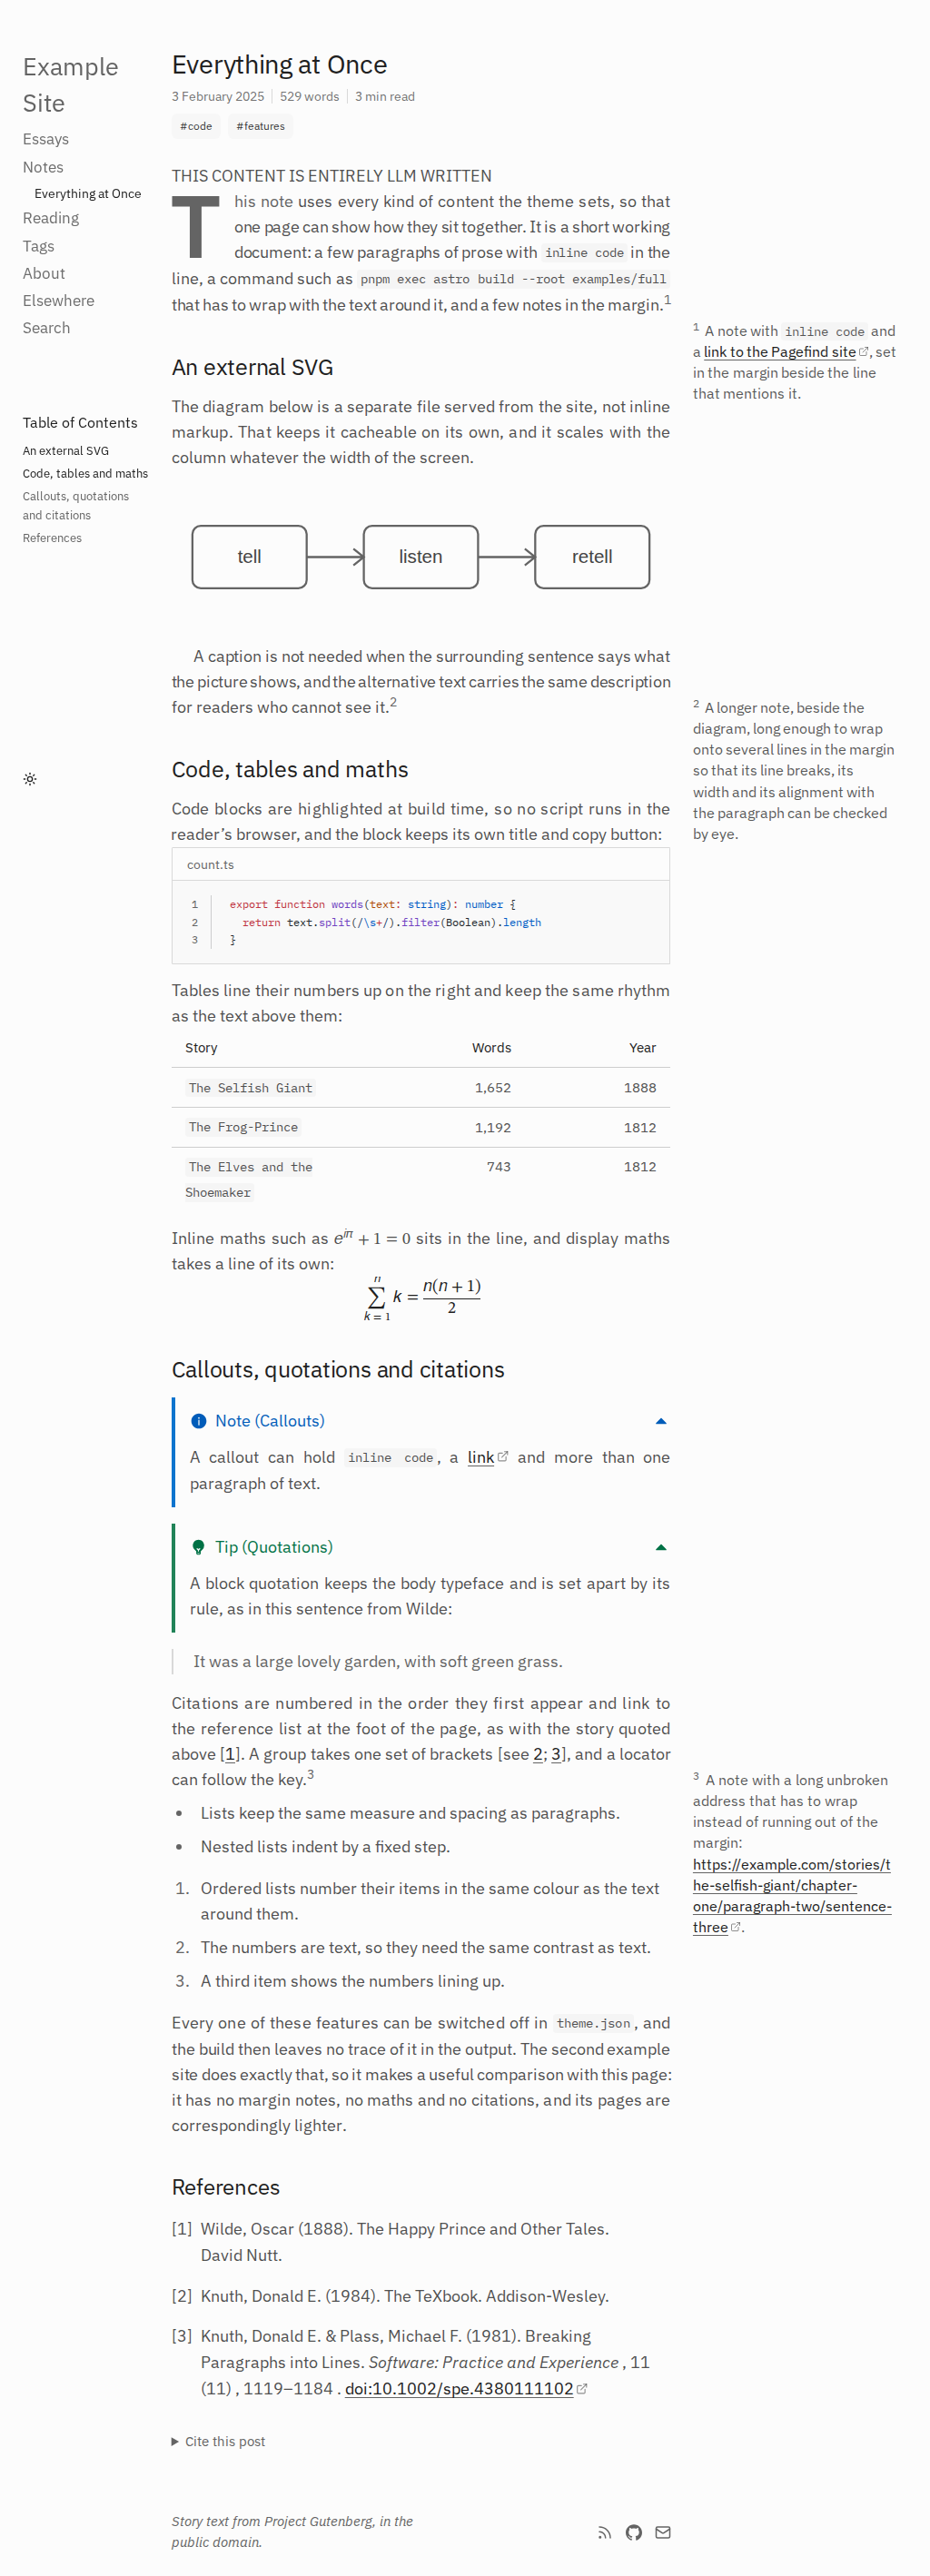 Example
Site
Essays
Notes
Everything at Once
Reading
Tags
About
Elsewhere
Search
Table of Contents
An external SVG
Code, tables and maths
Callouts, quotations
and citations
References
Everything at Once
3 February 2025 529 words 3 min read
#code #features
THIS CONTENT IS ENTIRELY LLM WRITTEN
This note uses every kind of content the theme sets, so that
one page can show how they sit together. It is a short working
document: a few paragraphs of prose with inline code in the
line, a command such as pnpm exec astro build --root examples/full
that has to wrap with the text around it, and a few notes in the margin.1
1 A note with inline code and
a link to the Pagefind site, set
in the margin beside the line
that mentions it.
An external SVG
The diagram below is a separate file served from the site, not inline
markup. That keeps it cacheable on its own, and it scales with the
column whatever the width of the screen.
tell listen retell
A caption is not needed when the surrounding sentence says what
the picture shows, and the alternative text carries the same description
for readers who cannot see it.2
2 A longer note, beside the
diagram, long enough to wrap
onto several lines in the margin
so that its line breaks, its
width and its alignment with
the paragraph can be checked
by eye.
Code, tables and maths
Code blocks are highlighted at build time, so no script runs in the
reader’s browser, and the block keeps its own title and copy button:
count.ts
1 export function words(text: string): number {
2 return text.split(/\s+/).filter(Boolean).length
3 }
Tables line their numbers up on the right and keep the same rhythm
as the text above them:
Story Words Year
The Selfish Giant 1,652 1888
The Frog-Prince 1,192 1812
The Elves and the 743 1812
Shoemaker
Inline maths such as e^iπ + 1 = 0 sits in the line, and display maths
takes a line of its own:
n
∑ k = n(n + 1)
k = 1 2
Callouts, quotations and citations
Note (Callouts)
A callout can hold inline code, a link and more than one
paragraph of text.
Tip (Quotations)
A block quotation keeps the body typeface and is set apart by its
rule, as in this sentence from Wilde:
It was a large lovely garden, with soft green grass.
Citations are numbered in the order they first appear and link to
the reference list at the foot of the page, as with the story quoted
above [1]. A group takes one set of brackets [see 2; 3], and a locator
can follow the key.3
3 A note with a long unbroken
address that has to wrap
instead of running out of the
margin:
https://example.com/stories/t
he-selfish-giant/chapter-
one/paragraph-two/sentence-
three.
• Lists keep the same measure and spacing as paragraphs.
• Nested lists indent by a fixed step.
1. Ordered lists number their items in the same colour as the text
around them.
2. The numbers are text, so they need the same contrast as text.
3. A third item shows the numbers lining up.
Every one of these features can be switched off in theme.json, and
the build then leaves no trace of it in the output. The second example
site does exactly that, so it makes a useful comparison with this page:
it has no margin notes, no maths and no citations, and its pages are
correspondingly lighter.
References
[1] Wilde, Oscar (1888). The Happy Prince and Other Tales.
David Nutt.
[2] Knuth, Donald E. (1984). The TeXbook. Addison-Wesley.
[3] Knuth, Donald E. & Plass, Michael F. (1981). Breaking
Paragraphs into Lines. Software: Practice and Experience , 11
(11) , 1119–1184 . doi:10.1002/spe.4380111102
Cite this post
Story text from Project Gutenberg, in the
public domain.